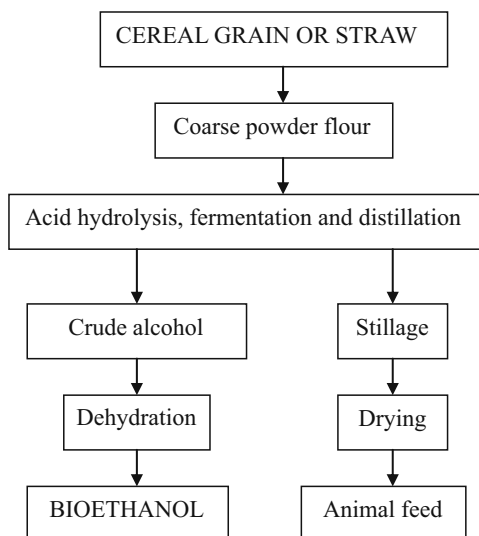 CEREAL GRAIN OR STRAW
Coarse powder flour
Acid hydrolysis, fermentation and distillation
Crude alcohol
Stillage
Dehydration
Drying
BIOETHANOL
Animal feed